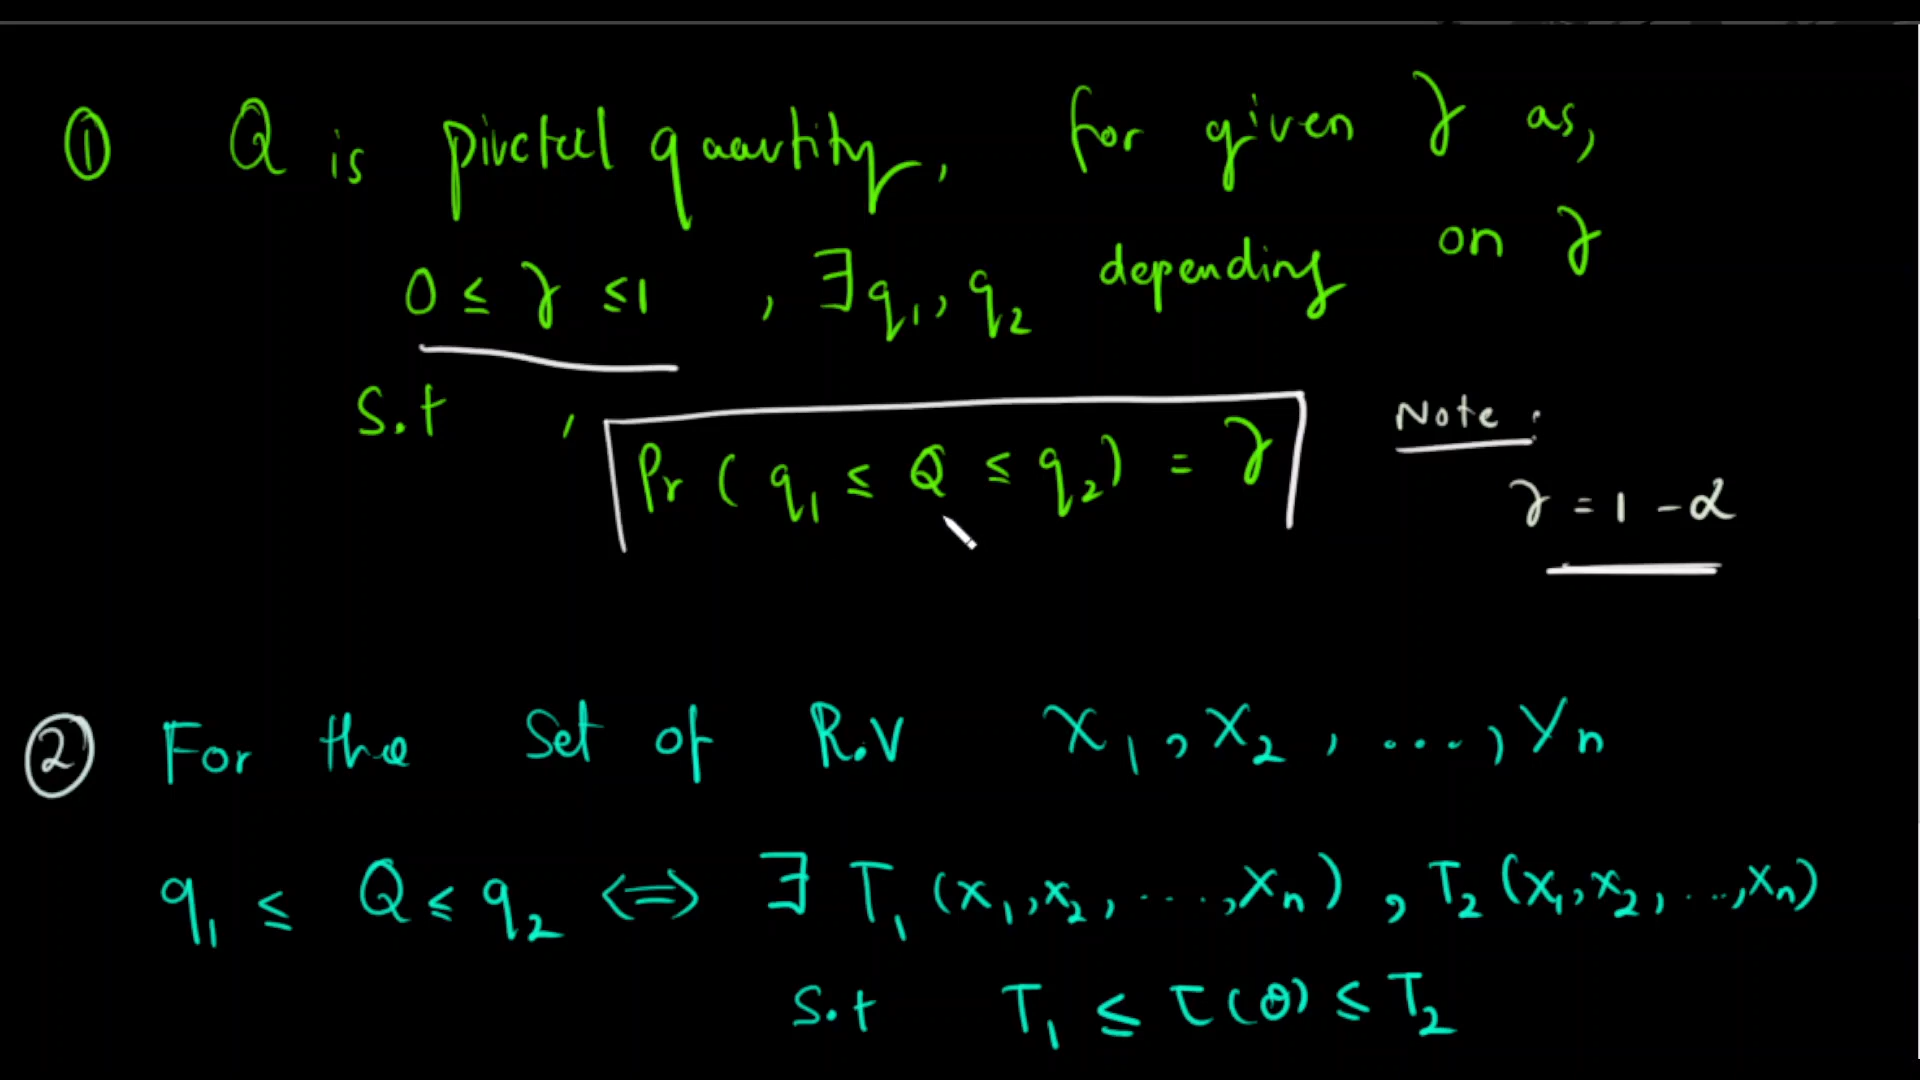 ① Q is pivotal quantity, for given γ as,
0 ≤ γ ≤ 1 , ∃ q₁, q₂ depending on γ
S.t , Pr ( q₁ ≤ Q ≤ q₂ ) = γ
Note :
γ = 1 - α
② For the Set of R.V X₁, X₂, ...., Xₙ
q₁ ≤ Q ≤ q₂ ⟺ ∃ T₁ (x₁, x₂, ...., Xₙ) , T₂ (x₁, x₂, ..., xₙ)
S.t T₁ ≤ τ(θ) ≤ T₂